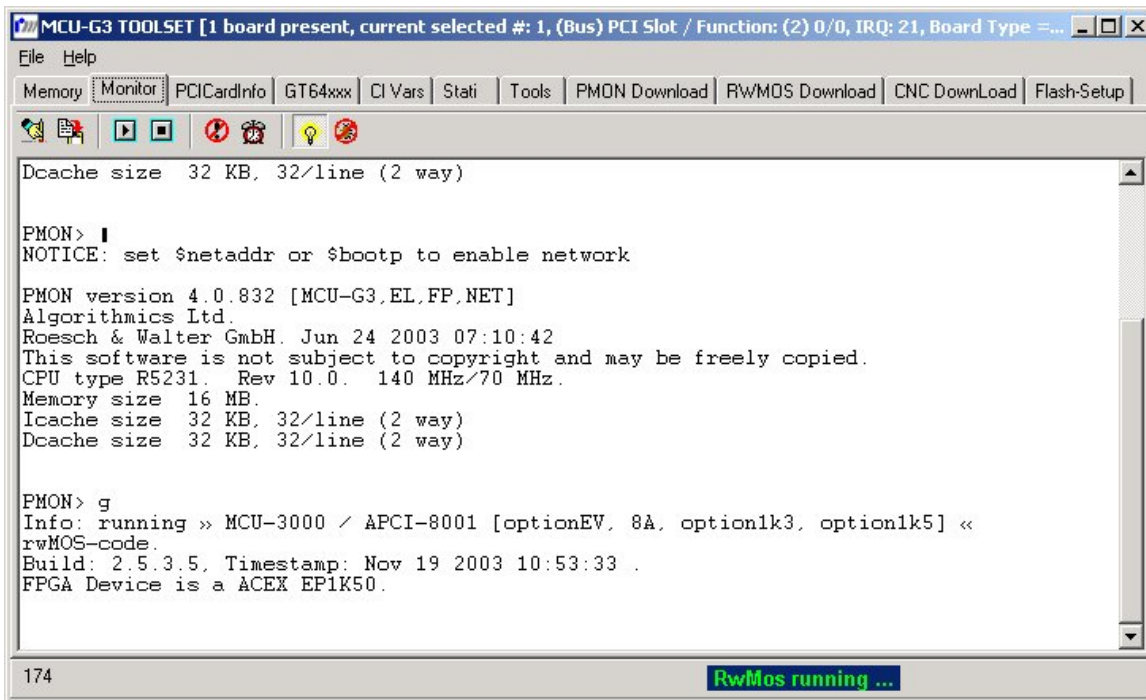 MCU-G3 TOOLSET [1 board present, current selected #: 1, (Bus) PCI Slot / Function: (2) 0/0, IRQ: 21, Board Type =...
File Help
Memory Monitor PCICardInfo GT64xxx CI Vars Stati Tools PMON Download RWMOS Download CNC DownLoad Flash-Setup
Dcache size 32 KB, 32/line (2 way)
PMON>
NOTICE: set $netaddr or $bootp to enable network
PMON version 4.0.832 [MCU-G3,EL,FP,NET]
Algorithmics Ltd.
Roesch & Walter GmbH. Jun 24 2003 07:10:42
This software is not subject to copyright and may be freely copied.
CPU type R5231. Rev 10.0. 140 MHz/70 MHz.
Memory size 16 MB.
Icache size 32 KB, 32/line (2 way)
Dcache size 32 KB, 32/line (2 way)
PMON> g
Info: running » MCU-3000 / APCI-8001 [optionEV, 8A, option1k3, option1k5] «
rwMOS-code.
Build: 2.5.3.5, Timestamp: Nov 19 2003 10:53:33 .
FPGA Device is a ACEX EP1K50.
174 RwMos running ...